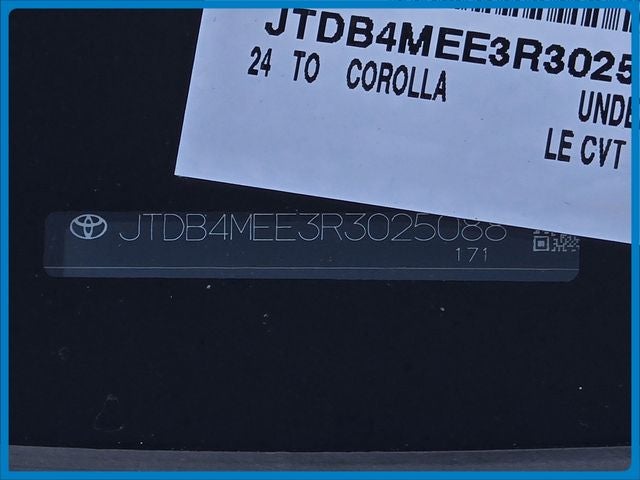 JTDB4MEE3R3025
24 TO COROLLA
UNDE
LE CVT
JTDB4MEE3R3025088
171